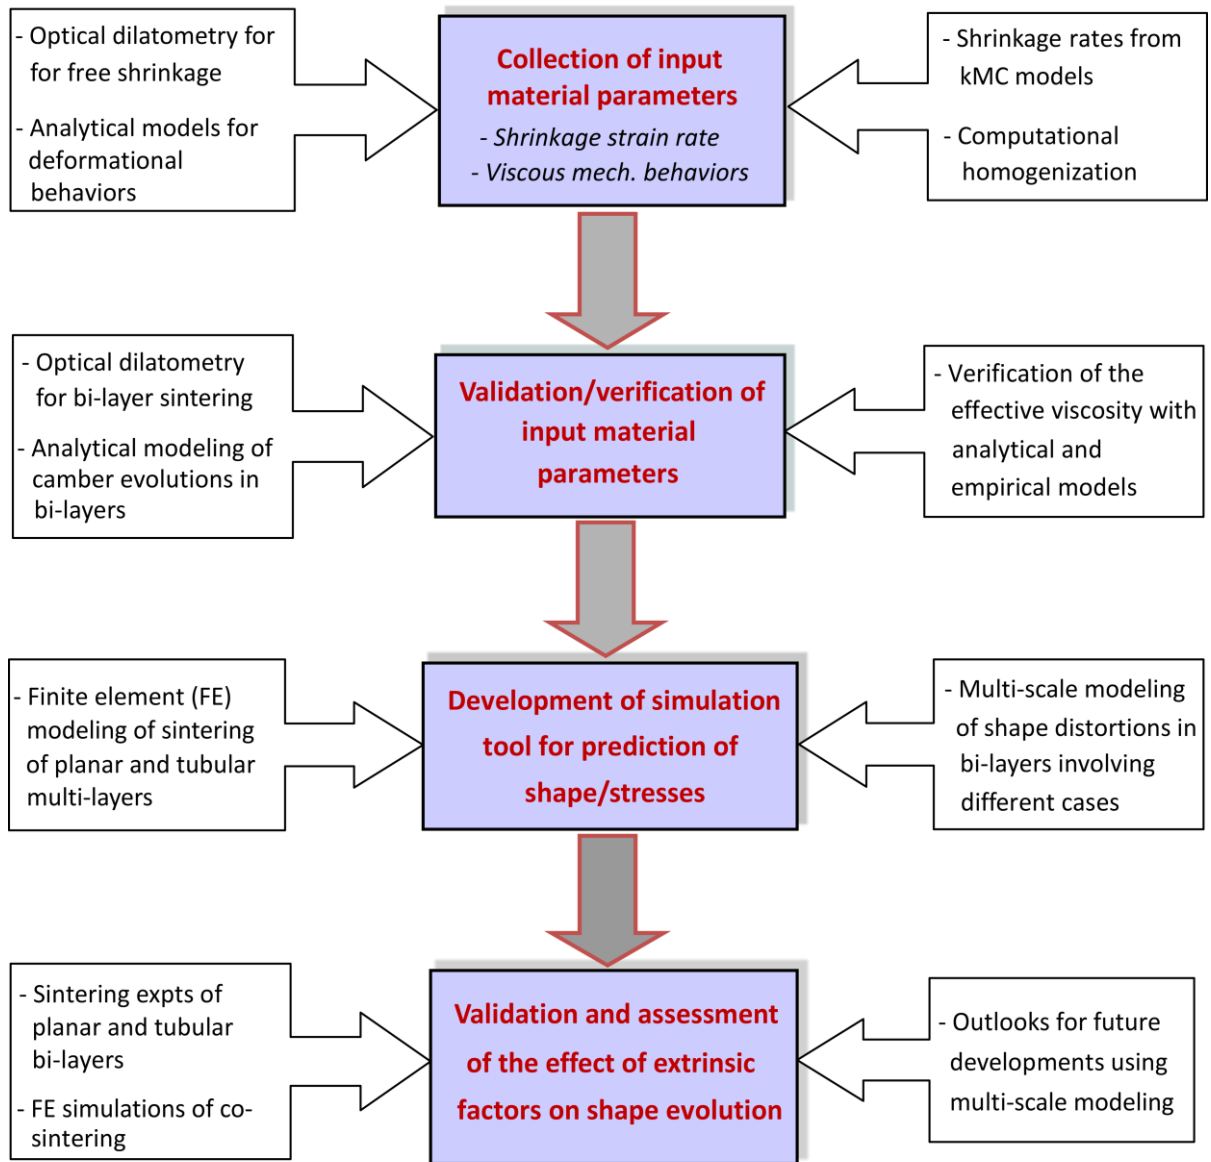 - Optical dilatometry for
for free shrinkage
- Analytical models for
deformational
behaviors
Collection of input
material parameters
- Shrinkage strain rate
- Viscous mech. behaviors
- Shrinkage rates from
kMC models
- Computational
homogenization
- Optical dilatometry
for bi-layer sintering
- Analytical modeling of
camber evolutions in
bi-layers
Validation/verification of
input material
parameters
- Verification of the
effective viscosity with
analytical and
empirical models
- Finite element (FE)
modeling of sintering
of planar and tubular
multi-layers
Development of simulation
tool for prediction of
shape/stresses
- Multi-scale modeling
of shape distortions in
bi-layers involving
different cases
- Sintering expts of
planar and tubular
bi-layers
- FE simulations of co-
sintering
Validation and assessment
of the effect of extrinsic
factors on shape evolution
- Outlooks for future
developments using
multi-scale modeling